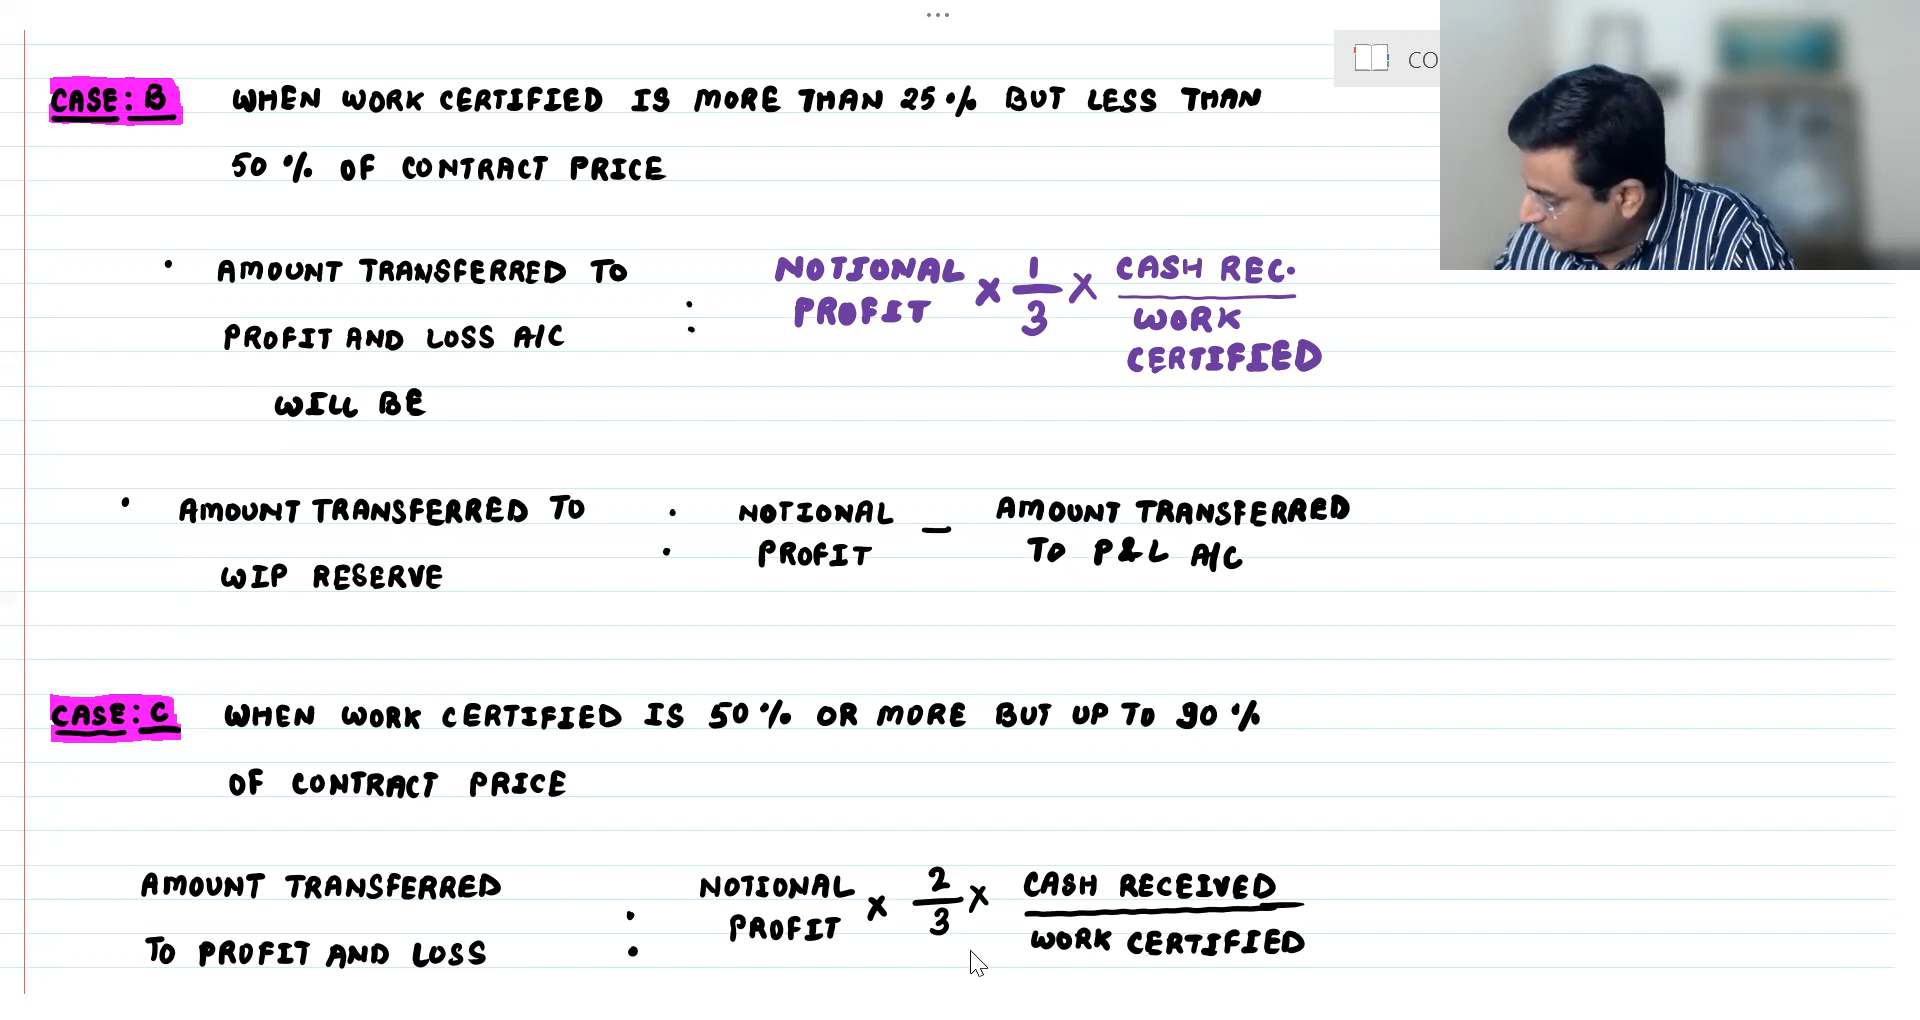 CO
CASE: B WHEN WORK CERTIFIED IS MORE THAN 25% BUT LESS THAN
50% OF CONTRACT PRICE
• AMOUNT TRANSFERRED TO
PROFIT AND LOSS A/C
WILL BE
: NOTIONAL PROFIT × 1/3 × CASH REC. / WORK CERTIFIED
• AMOUNT TRANSFERRED TO
WIP RESERVE
: NOTIONAL PROFIT – AMOUNT TRANSFERRED TO P&L A/C
CASE: C WHEN WORK CERTIFIED IS 50% OR MORE BUT UP TO 90%
OF CONTRACT PRICE
AMOUNT TRANSFERRED
TO PROFIT AND LOSS
: NOTIONAL PROFIT × 2/3 × CASH RECEIVED / WORK CERTIFIED